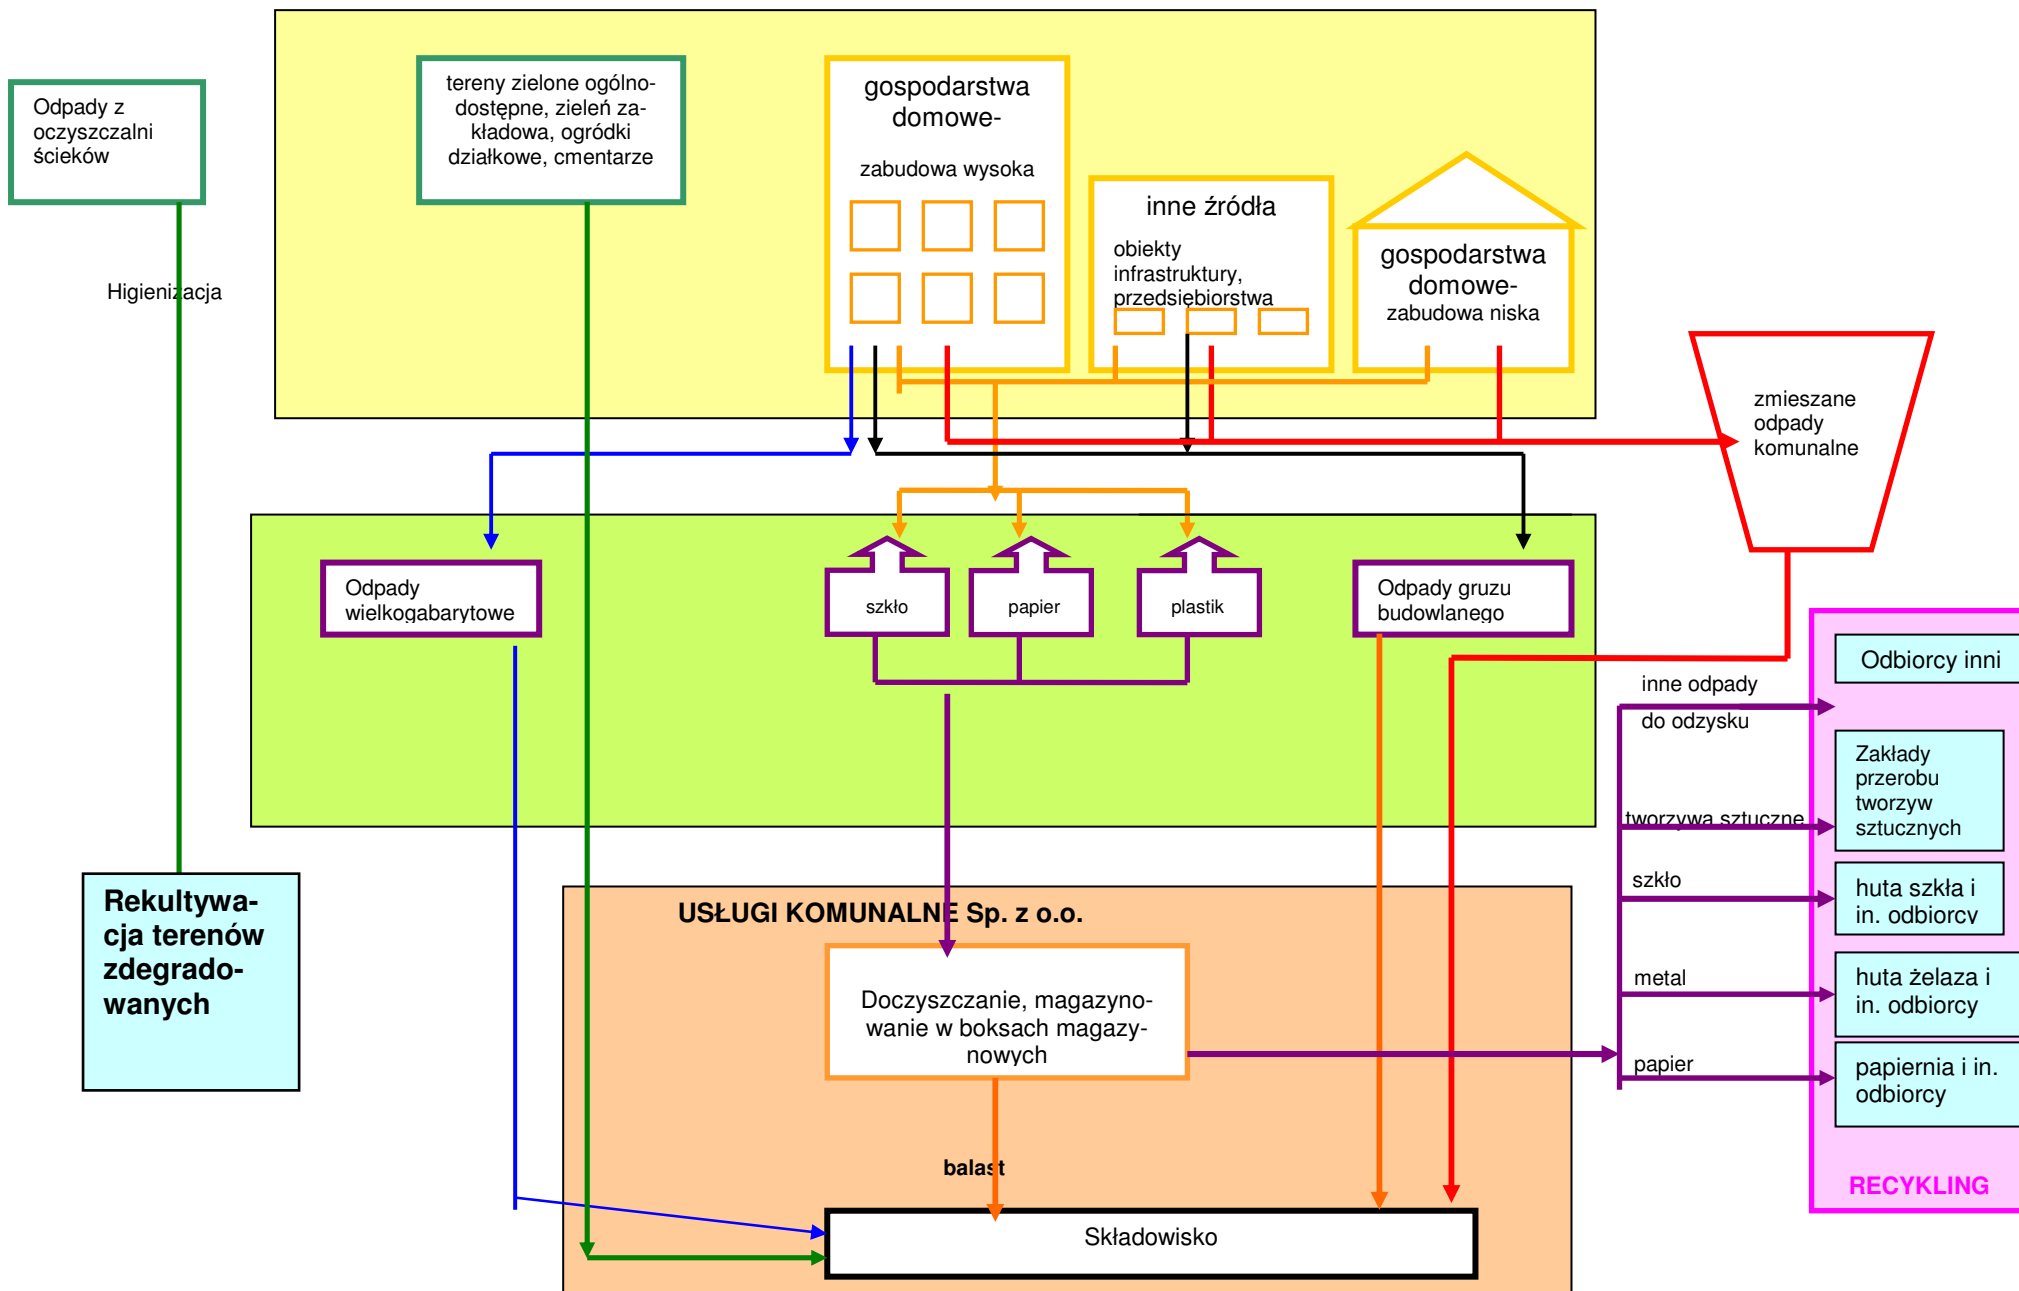 Odpady z
oczyszczalni
ścieków
Higienizacja
tereny zielone ogólno-
dostępne, zieleń za-
kładowa, ogródki
działkowe, cmentarze
gospodarstwa
domowe-
zabudowa wysoka
inne źródła
obiekty
infrastruktury,
przedsiębiorstwa
gospodarstwa
domowe-
zabudowa niska
zmieszane
odpady
komunalne
Odpady
wielkogabarytowe
szkło
papier
plastik
Odpady gruzu
budowlanego
Odbiorcy inni
inne odpady
do odzysku
Zakłady
przerobu
tworzyw
sztucznych
tworzywa sztuczne
szkło
huta szkła i
in. odbiorcy
metal
huta żelaza i
in. odbiorcy
papier
papiernia i in.
odbiorcy
RECYKLING
Rekultywa-
cja terenów
zdegrado-
wanych
USŁUGI KOMUNALNE Sp. z o.o.
Doczyszczanie, magazyno-
wanie w boksach magazy-
nowych
balast
Składowisko